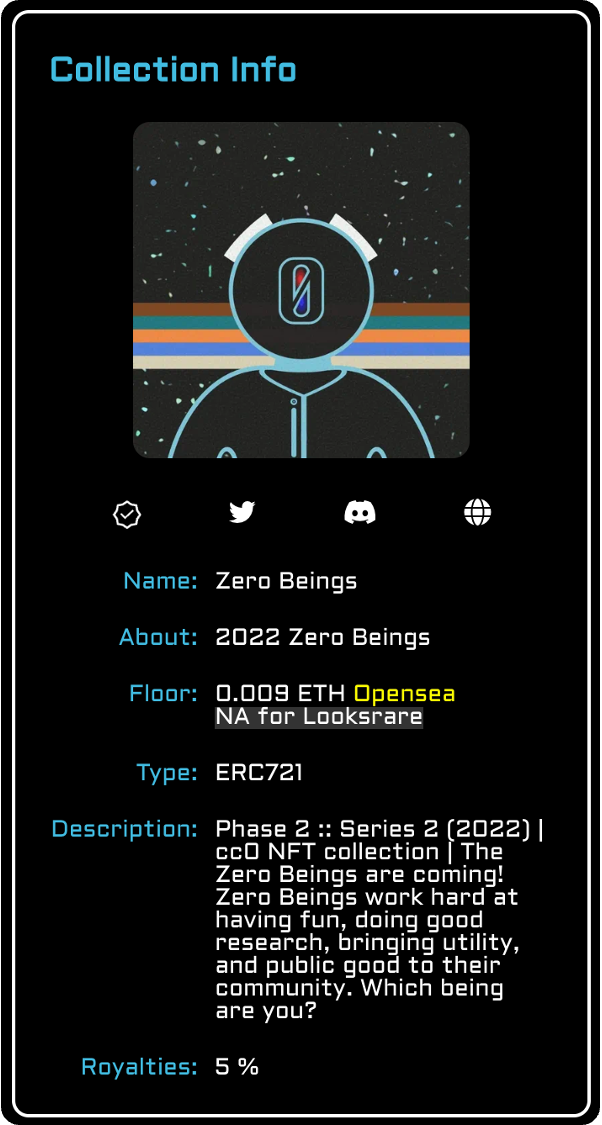 Collection Info
Name: Zero Beings
About: 2022 Zero Beings
Floor: 0.009 ETH Opensea
NA for Looksrare
Type: ERC721
Description: Phase 2 :: Series 2 (2022) |
cc0 NFT collection | The
Zero Beings are coming!
Zero Beings work hard at
having fun, doing good
research, bringing utility,
and public good to their
community. Which being
are you?
Royalties: 5 %